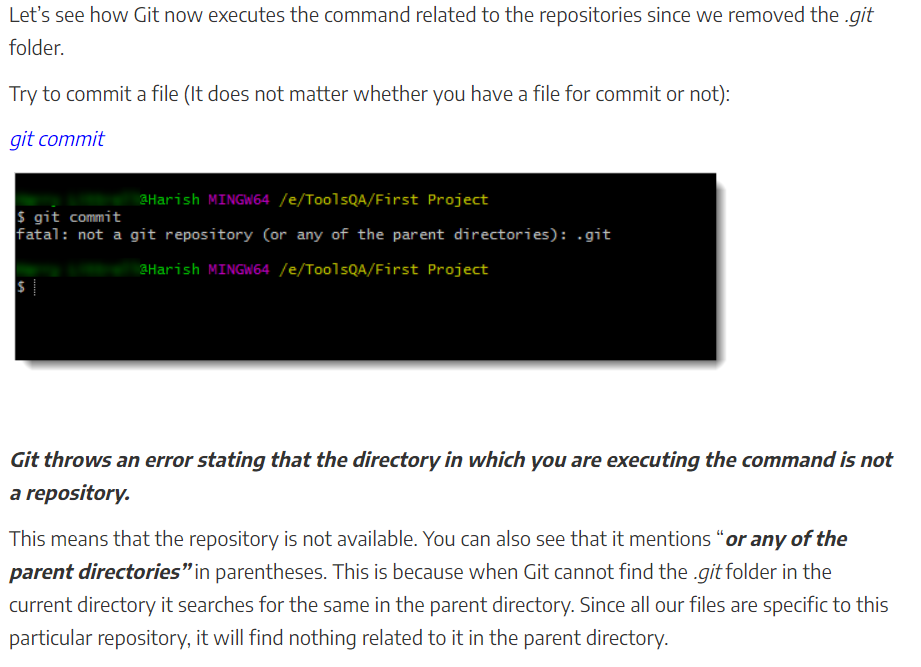 Let’s see how Git now executes the command related to the repositories since we removed the .git
folder.
Try to commit a file (It does not matter whether you have a file for commit or not):
git commit
@Harish MINGW64 /e/ToolsQA/First Project
$ git commit
fatal: not a git repository (or any of the parent directories): .git
@Harish MINGW64 /e/ToolsQA/First Project
$
Git throws an error stating that the directory in which you are executing the command is not
a repository.
This means that the repository is not available. You can also see that it mentions “or any of the
parent directories” in parentheses. This is because when Git cannot find the .git folder in the
current directory it searches for the same in the parent directory. Since all our files are specific to this
particular repository, it will find nothing related to it in the parent directory.